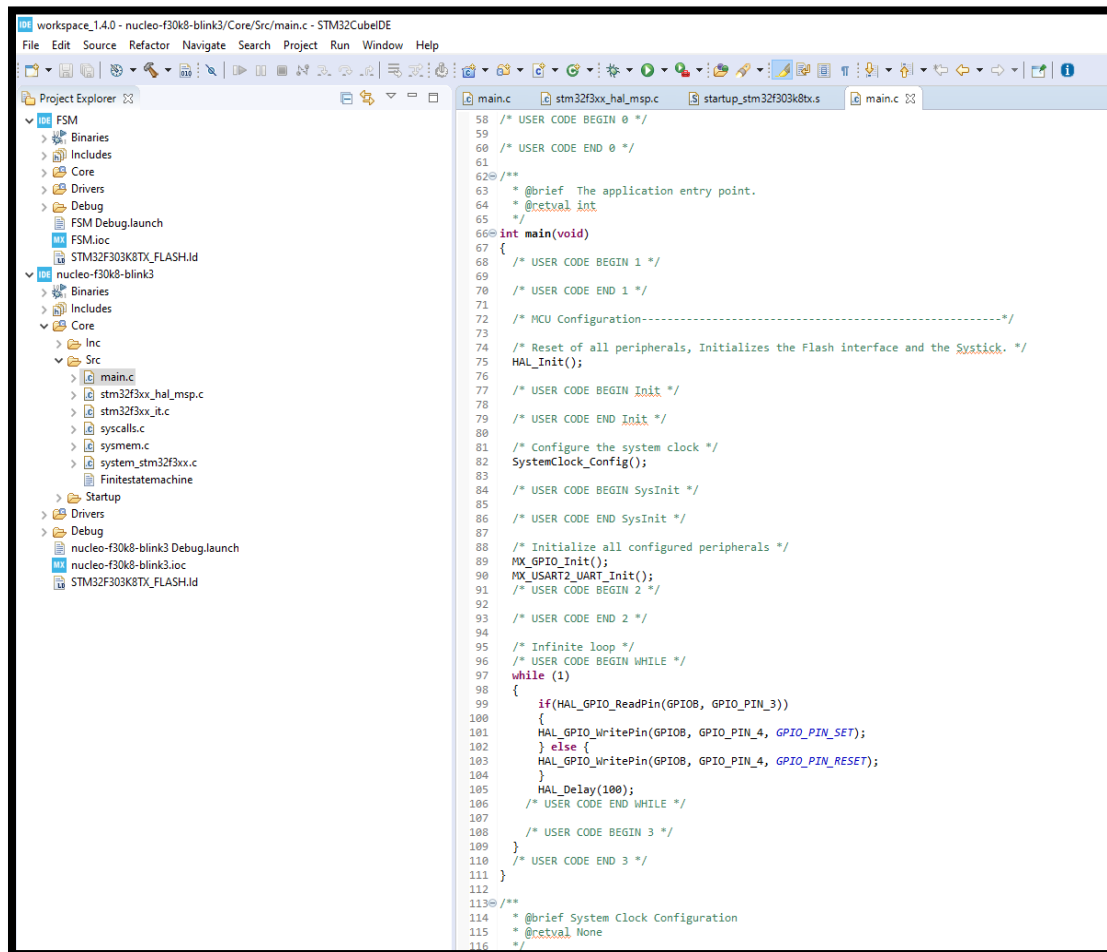 IDE workspace_1.4.0 - nucleo-f30k8-blink3/Core/Src/main.c - STM32CubeIDE
File Edit Source Refactor Navigate Search Project Run Window Help
Project Explorer
FSM
Binaries
Includes
Core
Drivers
Debug
FSM Debug.launch
FSM.ioc
STM32F303K8TX_FLASH.ld
nucleo-f30k8-blink3
Binaries
Includes
Core
Inc
Src
main.c
stm32f3xx_hal_msp.c
stm32f3xx_it.c
syscalls.c
sysmem.c
system_stm32f3xx.c
Finitestatemachine
Startup
Drivers
Debug
nucleo-f30k8-blink3 Debug.launch
nucleo-f30k8-blink3.ioc
STM32F303K8TX_FLASH.ld
main.c stm32f3xx_hal_msp.c startup_stm32f303k8tx.s main.c
58 /* USER CODE BEGIN 0 */
59
60 /* USER CODE END 0 */
61
62 /**
63 * @brief The application entry point.
64 * @retval int
65 */
66 int main(void)
67 {
68 /* USER CODE BEGIN 1 */
69
70 /* USER CODE END 1 */
71
72 /* MCU Configuration--------------------------------------------------------*/
73
74 /* Reset of all peripherals, Initializes the Flash interface and the Systick. */
75 HAL_Init();
76
77 /* USER CODE BEGIN Init */
78
79 /* USER CODE END Init */
80
81 /* Configure the system clock */
82 SystemClock_Config();
83
84 /* USER CODE BEGIN SysInit */
85
86 /* USER CODE END SysInit */
87
88 /* Initialize all configured peripherals */
89 MX_GPIO_Init();
90 MX_USART2_UART_Init();
91 /* USER CODE BEGIN 2 */
92
93 /* USER CODE END 2 */
94
95 /* Infinite loop */
96 /* USER CODE BEGIN WHILE */
97 while (1)
98 {
99 if(HAL_GPIO_ReadPin(GPIOB, GPIO_PIN_3))
100 {
101 HAL_GPIO_WritePin(GPIOB, GPIO_PIN_4, GPIO_PIN_SET);
102 } else {
103 HAL_GPIO_WritePin(GPIOB, GPIO_PIN_4, GPIO_PIN_RESET);
104 }
105 HAL_Delay(100);
106 /* USER CODE END WHILE */
107
108 /* USER CODE BEGIN 3 */
109 }
110 /* USER CODE END 3 */
111 }
112
113 /**
114 * @brief System Clock Configuration
115 * @retval None
116 */